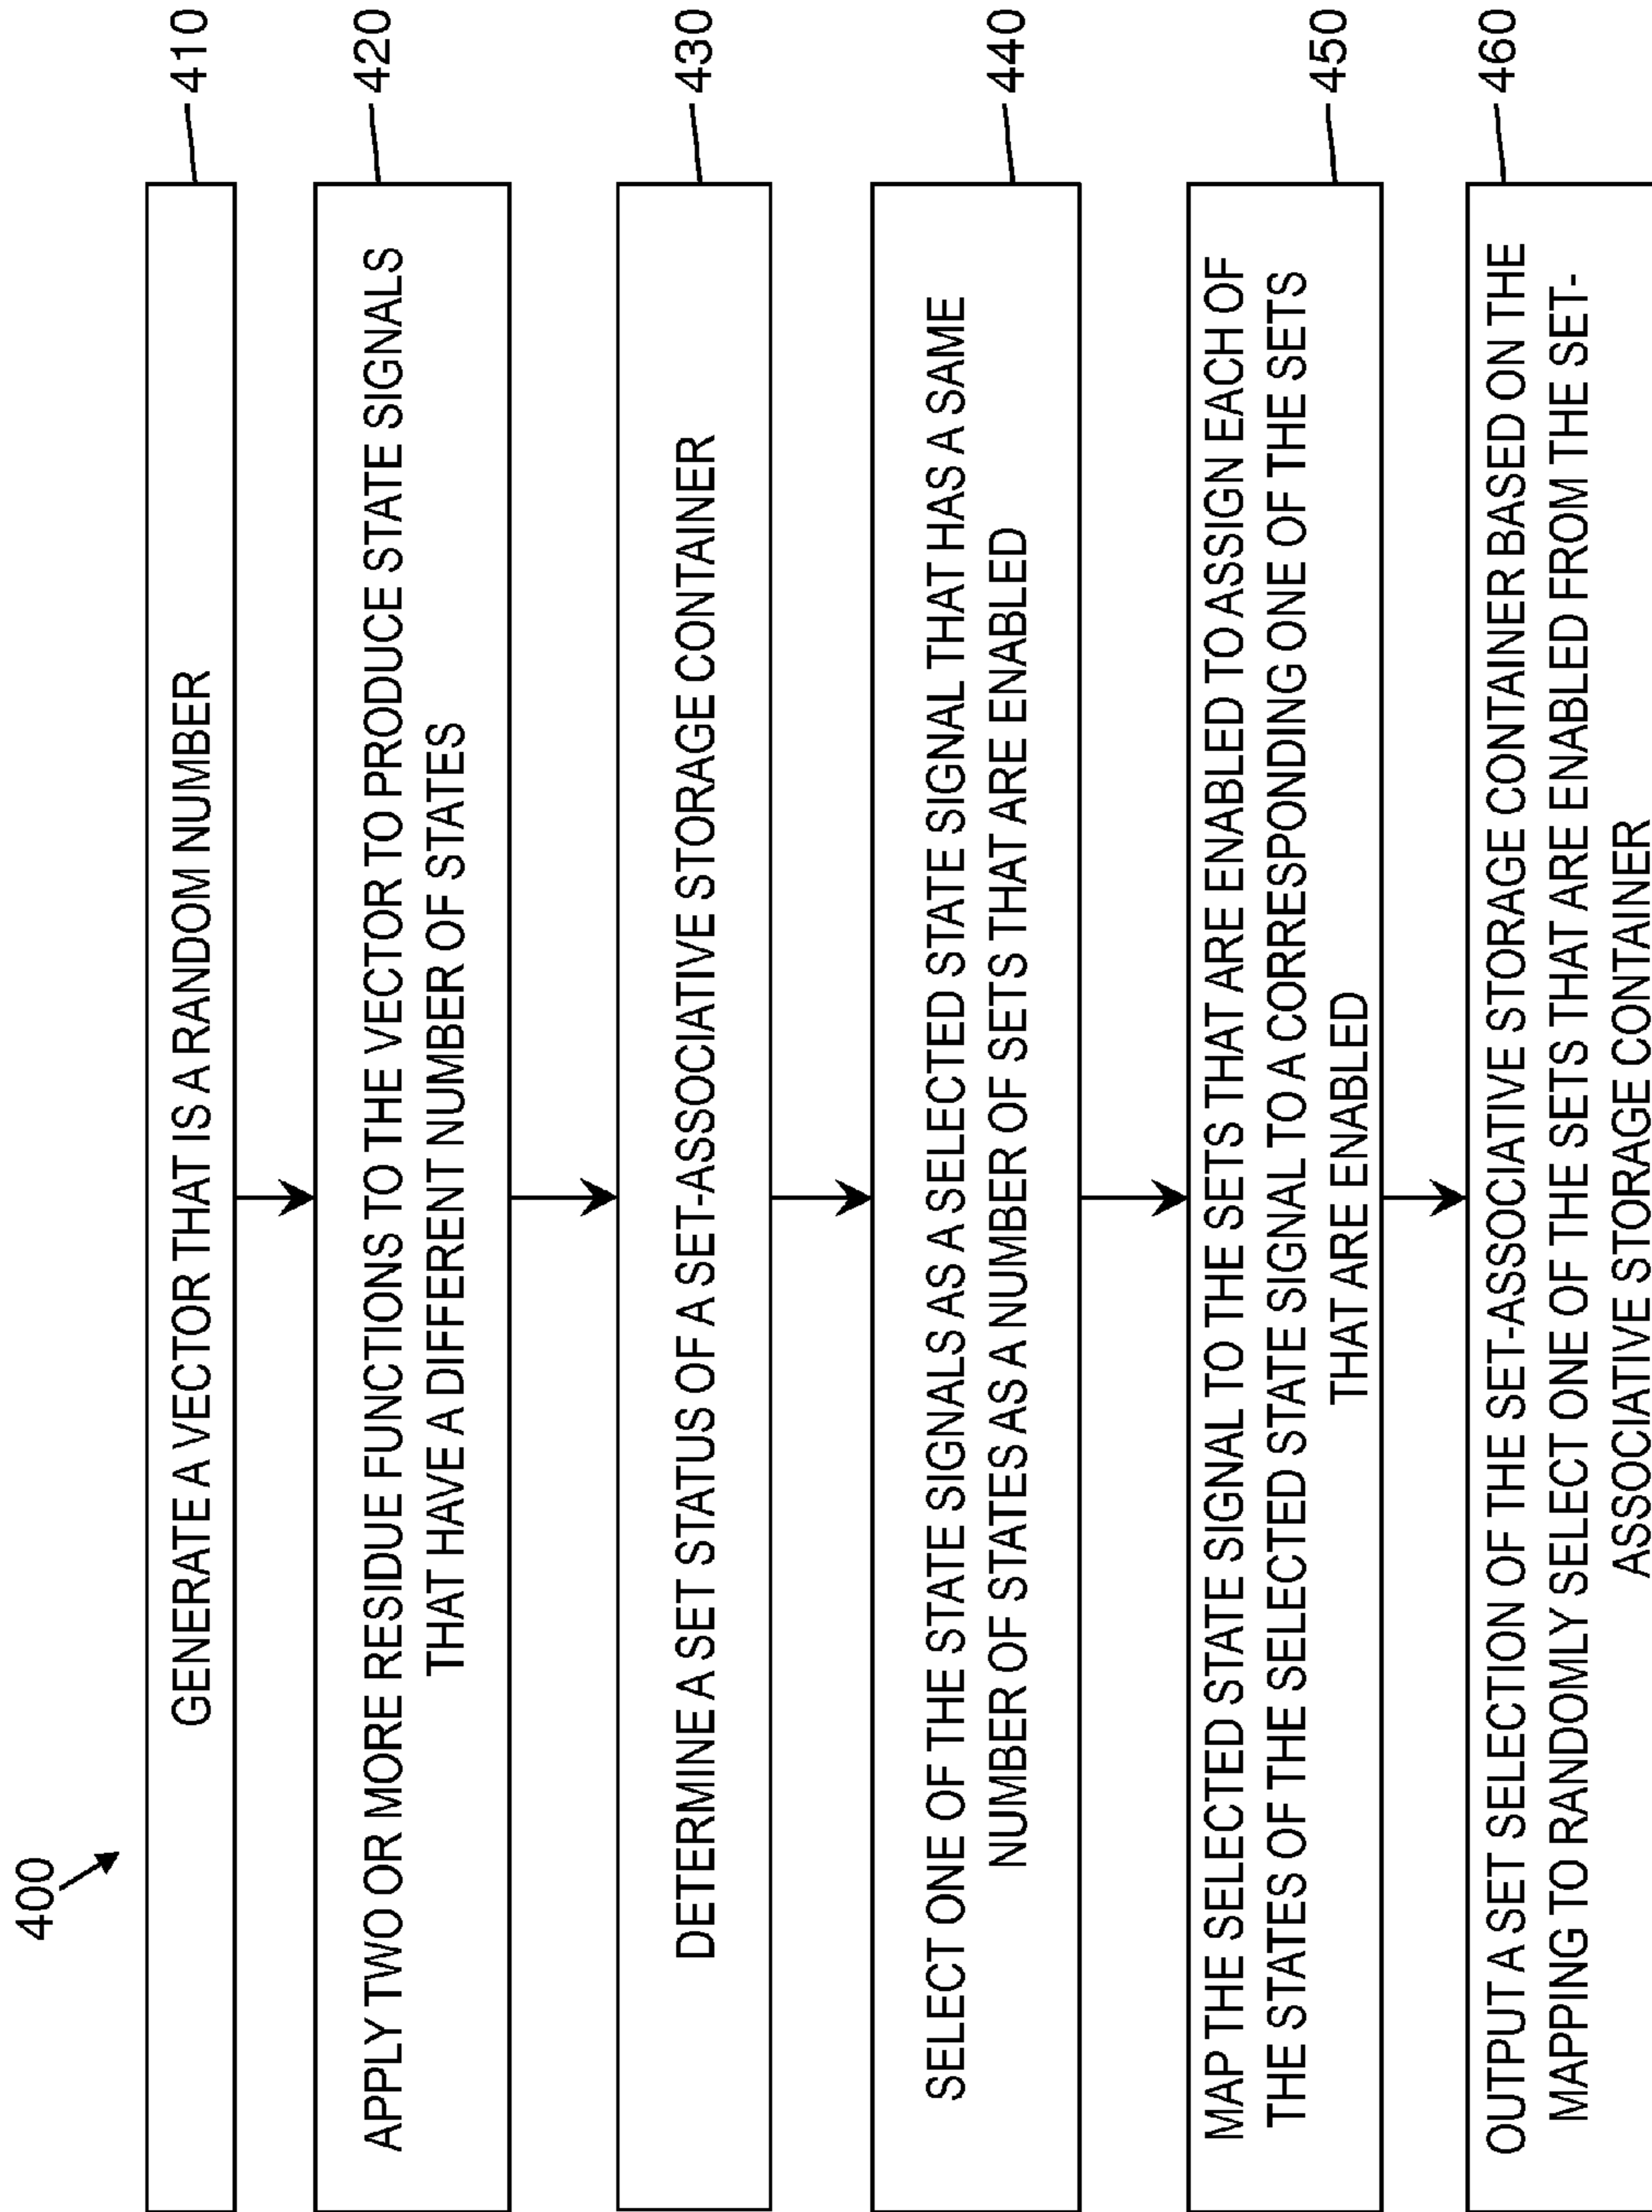 400
GENERATE A VECTOR THAT IS A RANDOM NUMBER
410
APPLY TWO OR MORE RESIDUE FUNCTIONS TO THE VECTOR TO PRODUCE STATE SIGNALS
THAT HAVE A DIFFERENT NUMBER OF STATES
420
DETERMINE A SET STATUS OF A SET-ASSOCIATIVE STORAGE CONTAINER
430
SELECT ONE OF THE STATE SIGNALS AS A SELECTED STATE SIGNAL THAT HAS A SAME
NUMBER OF STATES AS A NUMBER OF SETS THAT ARE ENABLED
440
MAP THE SELECTED STATE SIGNAL TO THE SETS THAT ARE ENABLED TO ASSIGN EACH OF
THE STATES OF THE SELECTED STATE SIGNAL TO A CORRESPONDING ONE OF THE SETS
THAT ARE ENABLED
450
OUTPUT A SET SELECTION OF THE SET-ASSOCIATIVE STORAGE CONTAINER BASED ON THE
MAPPING TO RANDOMLY SELECT ONE OF THE SETS THAT ARE ENABLED FROM THE SET-
ASSOCIATIVE STORAGE CONTAINER
460